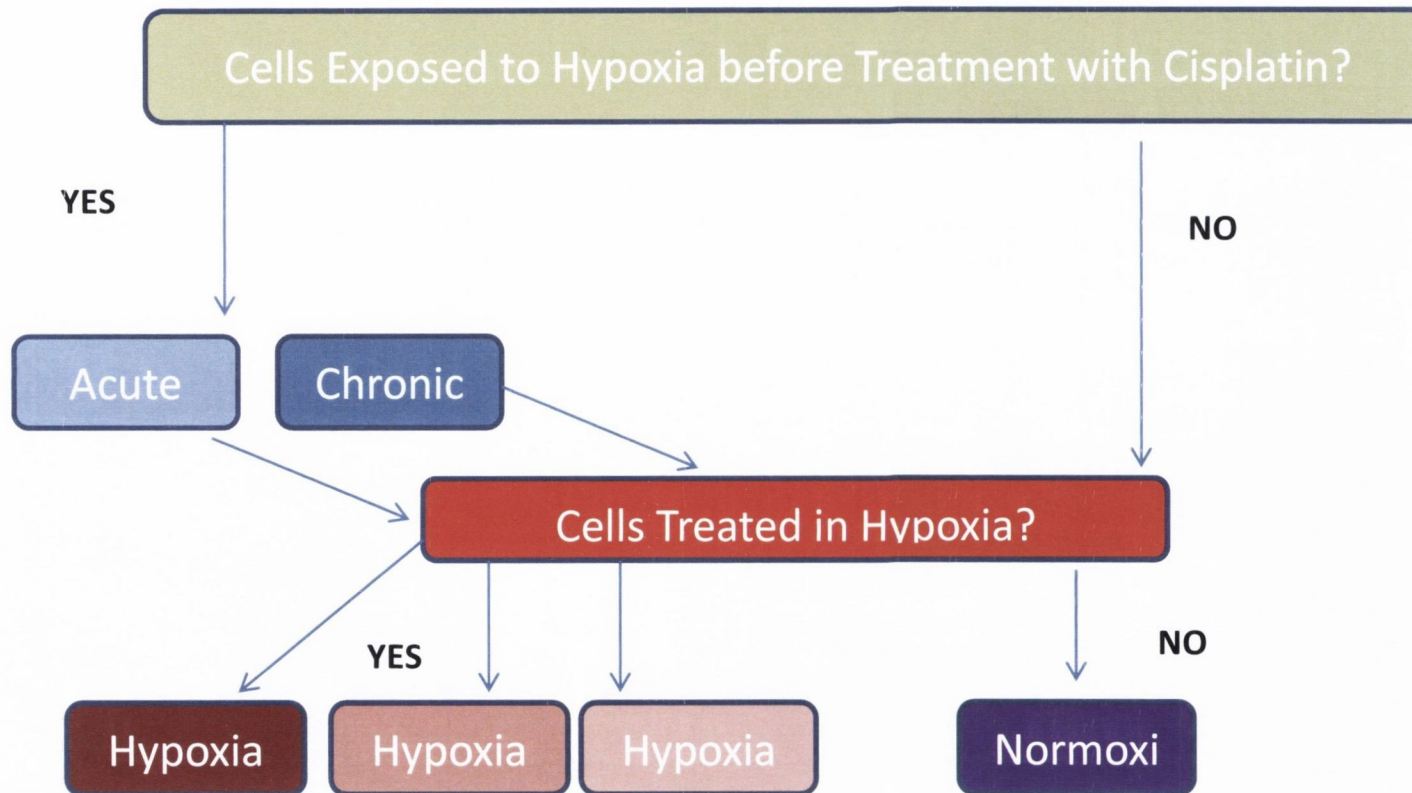 Cells Exposed to Hypoxia before Treatment with Cisplatin?
YES
NO
Acute
Chronic
Cells Treated in Hypoxia?
YES
NO
Hypoxia
Hypoxia
Hypoxia
Normoxi